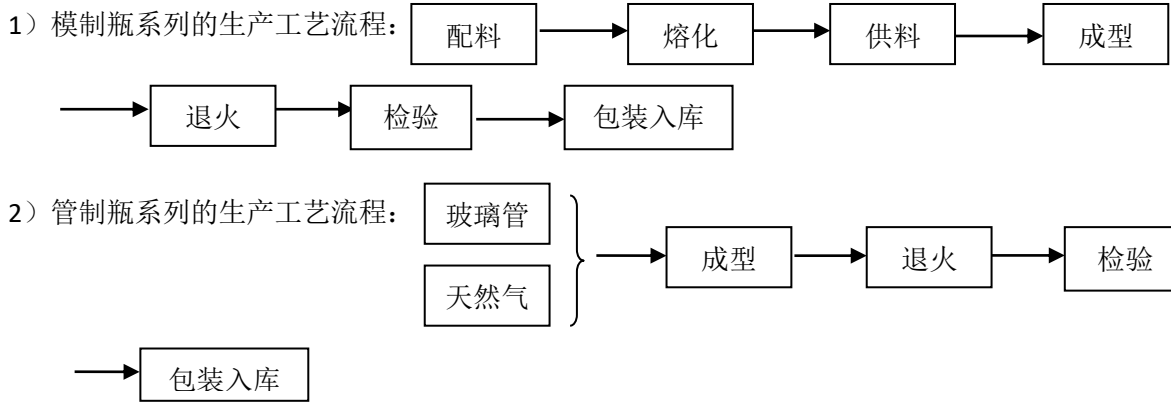 1）模制瓶系列的生产工艺流程： 配料 熔化 供料 成型
退火 检验 包装入库
2）管制瓶系列的生产工艺流程： 玻璃管
成型 退火 检验
天然气
包装入库